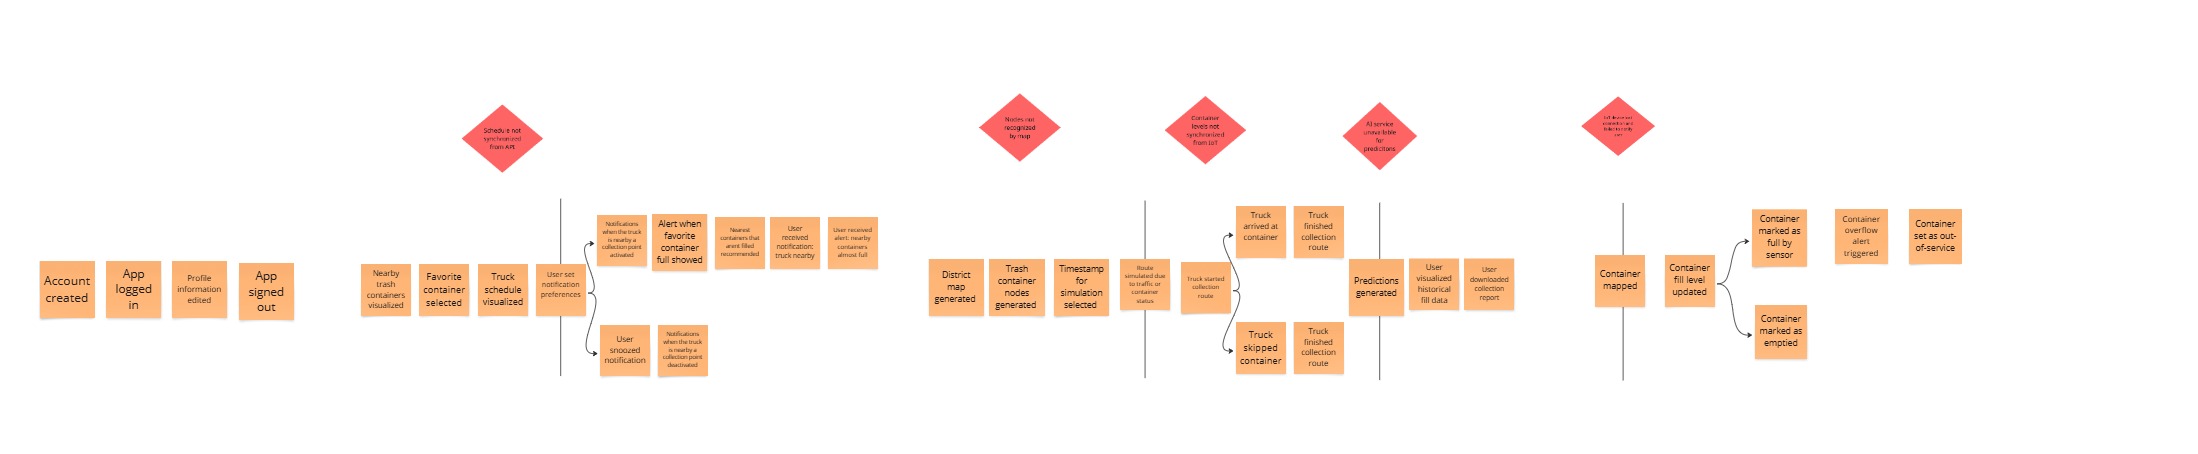 Schedule not
synchronized
from API
Nodes not
recognized
by map
Container
levels not
synchronized
from IoT
AI service
unavailable
for
predicitons
Account
created
App
logged
in
Profile
information
edited
App
signed
out
Nearby
trash
containers
visualized
Favorite
container
selected
Truck
schedule
visualized
User set
notification
preferences
Notifications
when the truck
is nearby a
collection point
activated
Alert when
favorite
container
full showed
Nearest
containers that
arent filled
recommended
User
received
notification:
truck nearby
User received
alert: nearby
containers
almost full
User
snoozed
notification
Notifications
when the truck
is nearby a
collection point
deactivated
District
map
generated
Trash
container
nodes
generated
Timestamp
for
simulation
selected
Route
simulated due
to traffic or
container
status
Truck started
collection
route
Truck
arrived at
container
Truck
finished
collection
route
Truck
skipped
container
Truck
finished
collection
route
Predictions
generated
User
visualized
historical
fill data
User
downloaded
collection
report
Container
mapped
Container
fill level
updated
Container
marked as
full by
sensor
Container
overflow
alert
triggered
Container
set as out-
of-service
Container
marked as
emptied